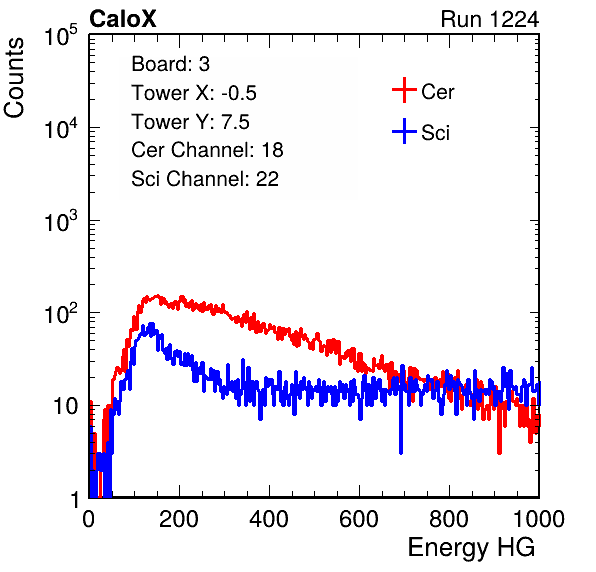 CaloX Run 1224
Counts
Board: 3
Tower X: -0.5
Tower Y: 7.5
Cer Channel: 18
Sci Channel: 22
Cer
Sci
10^5
10^4
10^3
10^2
10
1
0 200 400 600 800 1000
Energy HG